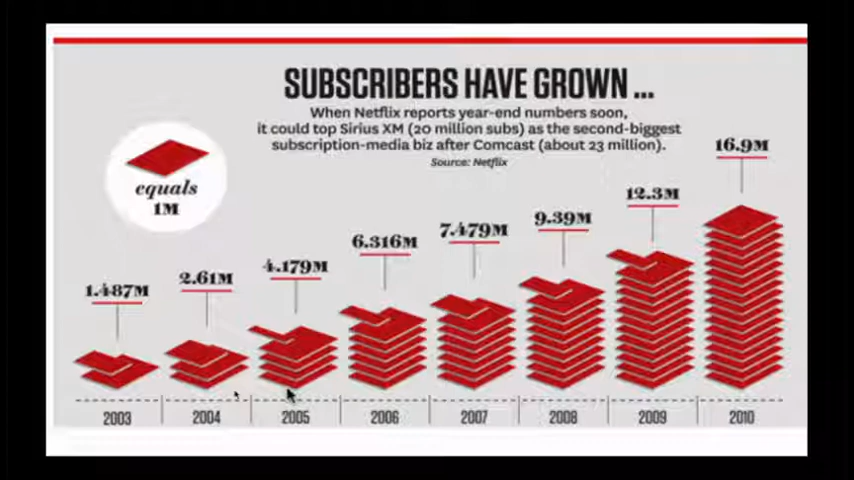 SUBSCRIBERS HAVE GROWN ...
When Netflix reports year-end numbers soon,
it could top Sirius XM (20 million subs) as the second-biggest
subscription-media biz after Comcast (about 23 million).
Source: Netflix
equals
1M
1.487M
2.61M
4.179M
6.316M
7.479M
9.39M
12.3M
16.9M
2003
2004
2005
2006
2007
2008
2009
2010